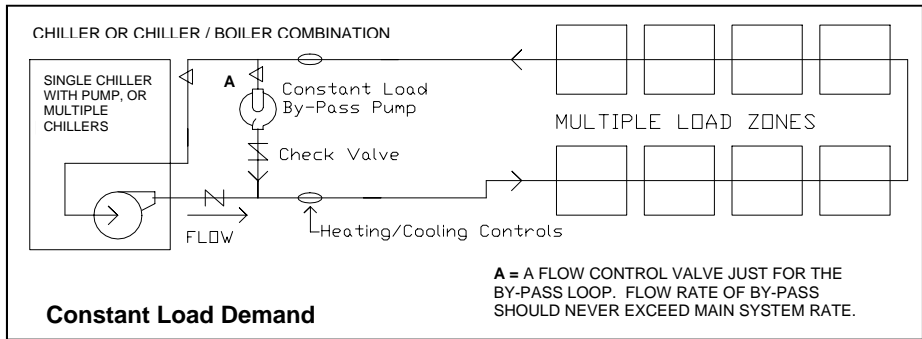 CHILLER OR CHILLER / BOILER COMBINATION
SINGLE CHILLER
WITH PUMP, OR
MULTIPLE
CHILLERS
A
Constant Load
By-Pass Pump
Check Valve
MULTIPLE LOAD ZONES
FLOW
Heating/Cooling Controls
A = A FLOW CONTROL VALVE JUST FOR THE
BY-PASS LOOP. FLOW RATE OF BY-PASS
SHOULD NEVER EXCEED MAIN SYSTEM RATE.
Constant Load Demand